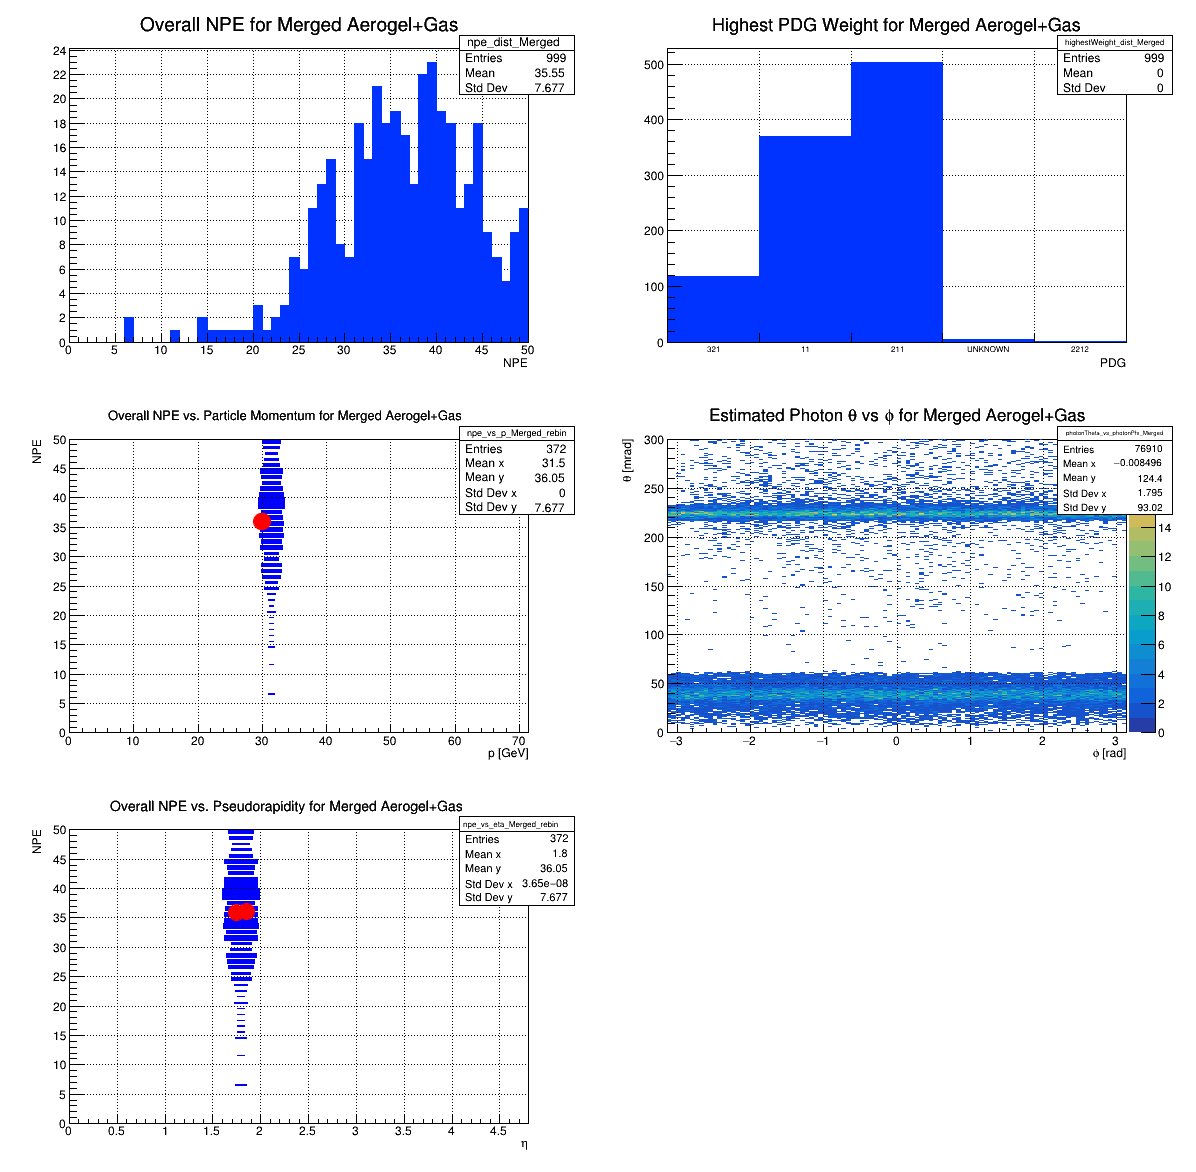 Overall NPE for Merged Aerogel+Gas
npe_dist_Merged
Entries 999
Mean 35.55
Std Dev 7.677
24
22
20
18
16
14
12
10
8
6
4
2
0
0 5 10 15 20 25 30 35 40 45 50
NPE
Highest PDG Weight for Merged Aerogel+Gas
highestWeight_dist_Merged
Entries 999
Mean 0
Std Dev 0
500
400
300
200
100
0
321 11 211 UNKNOWN 2212
PDG
Overall NPE vs. Particle Momentum for Merged Aerogel+Gas
npe_vs_p_Merged_rebin
Entries 372
Mean x 31.5
Mean y 36.05
Std Dev x 0
Std Dev y 7.677
NPE
50
45
40
35
30
25
20
15
10
5
0
0 10 20 30 40 50 60 70
p [GeV]
Estimated Photon θ vs ϕ for Merged Aerogel+Gas
photonTheta_vs_photonPhi_Merged
Entries 76910
Mean x −0.008496
Mean y 124.4
Std Dev x 1.795
Std Dev y 93.02
θ [mrad]
300
250
200
150
100
50
0
−3 −2 −1 0 1 2 3
ϕ [rad]
14
12
10
8
6
4
2
0
Overall NPE vs. Pseudorapidity for Merged Aerogel+Gas
npe_vs_eta_Merged_rebin
Entries 372
Mean x 1.8
Mean y 36.05
Std Dev x 3.65e−08
Std Dev y 7.677
NPE
50
45
40
35
30
25
20
15
10
5
0
0 0.5 1 1.5 2 2.5 3 3.5 4 4.5
η